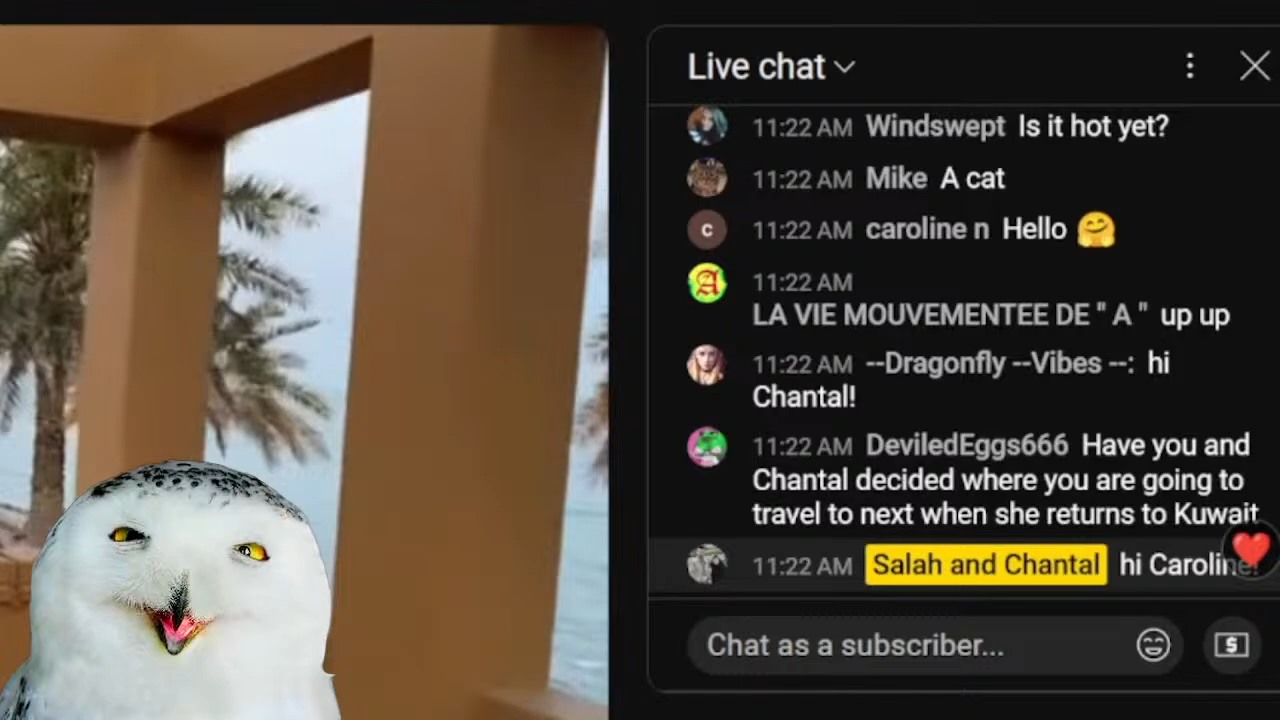 Live chat
11:22 AM Windswept Is it hot yet?
11:22 AM Mike A cat
c 11:22 AM caroline n Hello 🤗
A 11:22 AM
LA VIE MOUVEMENTEE DE " A " up up
11:22 AM --Dragonfly --Vibes --: hi
Chantal!
11:22 AM DeviledEggs666 Have you and
Chantal decided where you are going to
travel to next when she returns to Kuwait
11:22 AM Salah and Chantal hi Caroline!
Chat as a subscriber...
$